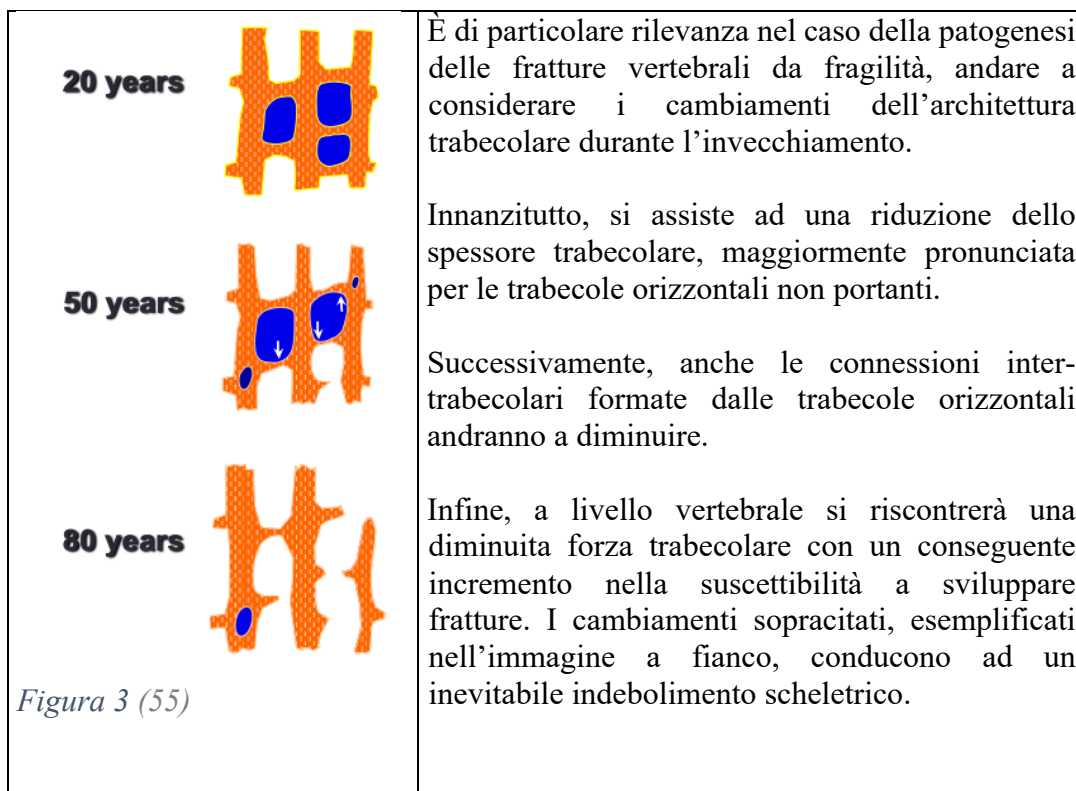 20 years
50 years
80 years
Figura 3 (55)
È di particolare rilevanza nel caso della patogenesi
delle fratture vertebrali da fragilità, andare a
considerare i cambiamenti dell’architettura
trabecolare durante l’invecchiamento.
Innanzitutto, si assiste ad una riduzione dello
spessore trabecolare, maggiormente pronunciata
per le trabecole orizzontali non portanti.
Successivamente, anche le connessioni inter-
trabecolari formate dalle trabecole orizzontali
andranno a diminuire.
Infine, a livello vertebrale si riscontrerà una
diminuita forza trabecolare con un conseguente
incremento nella suscettibilità a sviluppare
fratture. I cambiamenti sopracitati, esemplificati
nell’immagine a fianco, conducono ad un
inevitabile indebolimento scheletrico.